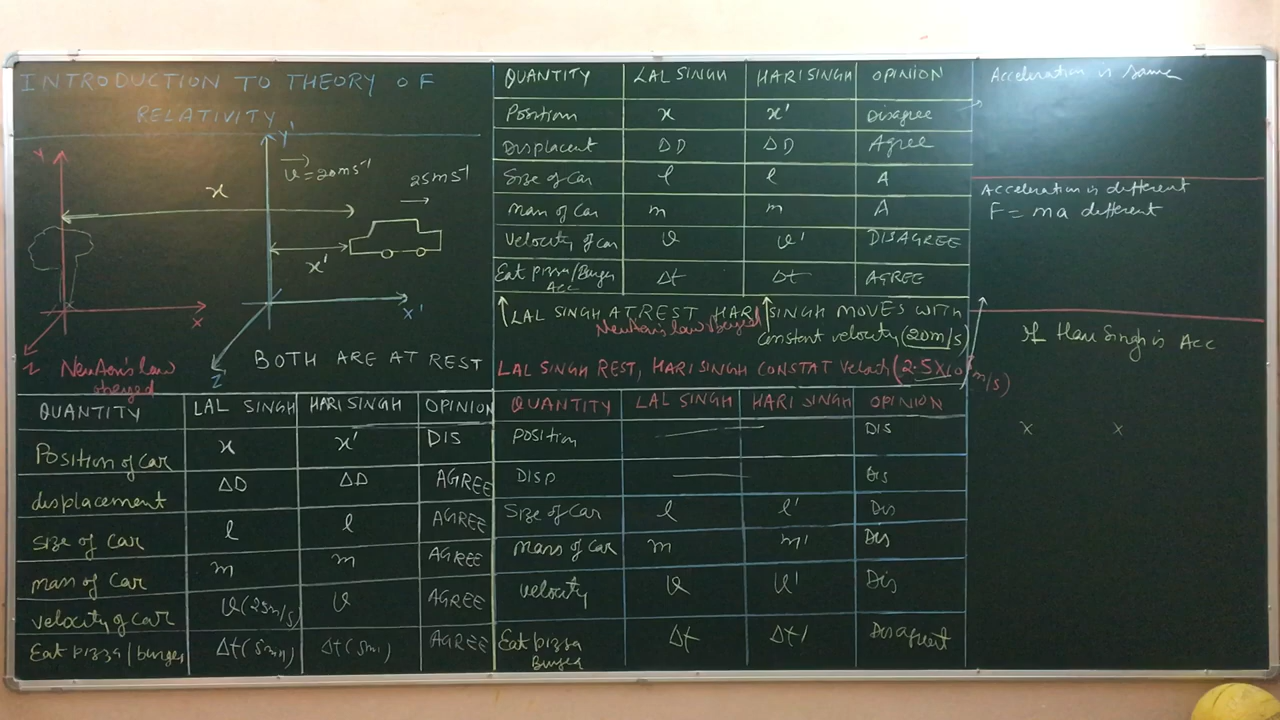 INTRODUCTION TO THEORY OF
RELATIVITY
Y
Y'
x
v = 20ms⁻¹
25ms⁻¹
x'
X
X'
Z
Z'
Newton's law
obeyed
BOTH ARE AT REST
QUANTITY LAL SINGH HARI SINGH OPINION
Position of Car x x' DIS
displacement ΔD ΔD AGREE
size of Car l l AGREE
mass of Car m m AGREE
velocity of car v(25m/s) v AGREE
Eat pizza/burger Δt(5min) Δt(5mi) AGREE
QUANTITY LAL SINGH HARI SINGH OPINION
Position x x' Disagree
Displacent ΔD ΔD Agree
Size of Car l l A
Mass of Car m m A
Velocity of car v v' DISAGREE
Eat pizza/Burger Δt Δt AGREE
Acc
LAL SINGH AT REST HARI SINGH MOVES WITH
Newton's law obeyed
constant velocity (20m/s)
LAL SINGH REST, HARI SINGH CONSTAT Velocit (2.5X10 m/s)
QUANTITY LAL SINGH HARI SINGH OPINION
Position DIS
DISP Dis
Size of Car l l' Dis
mass of Car m m' Dis
velocity v v' Dis
Eat pizza Δt Δt'
Burger
Acceleration is same
Acceleration is different
F = ma different
If Hari Singh is Acc
x x